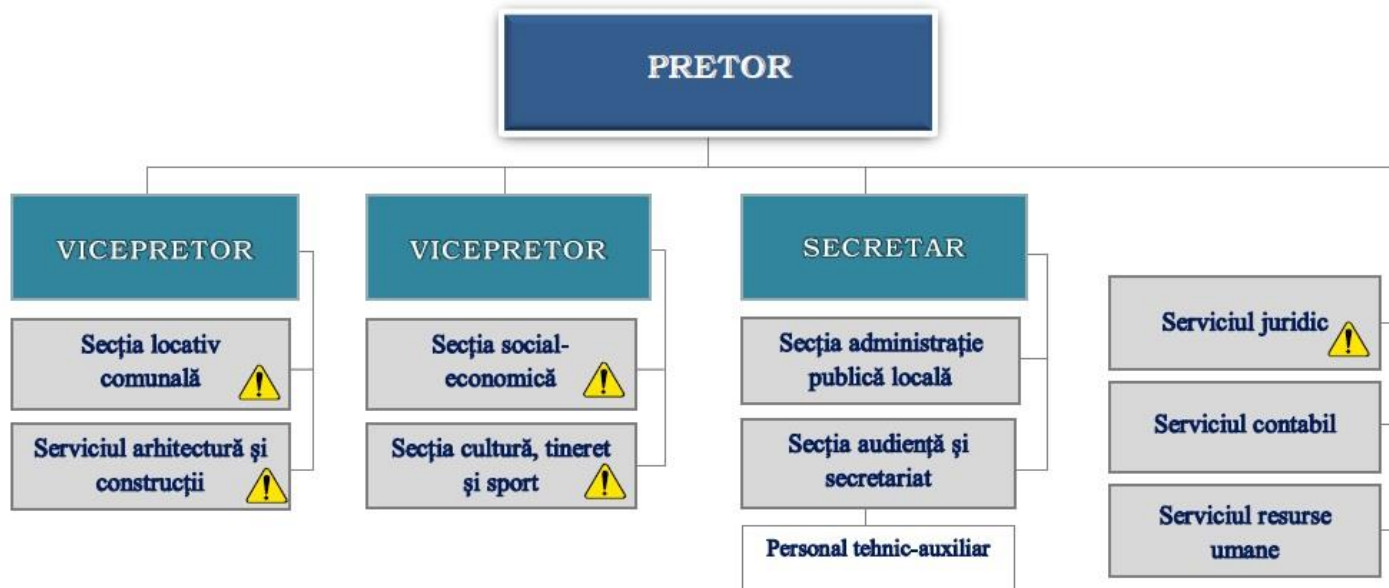 PRETOR
VICEPRETOR
Secția locativ
comunală
Serviciul arhitectură și
construcții
VICEPRETOR
Secția social-
economică
Secția cultură, tineret
și sport
SECRETAR
Secția administrație
publică locală
Secția audiență și
secretariat
Personal tehnic-auxiliar
Serviciul juridic
Serviciul contabil
Serviciul resurse
umane